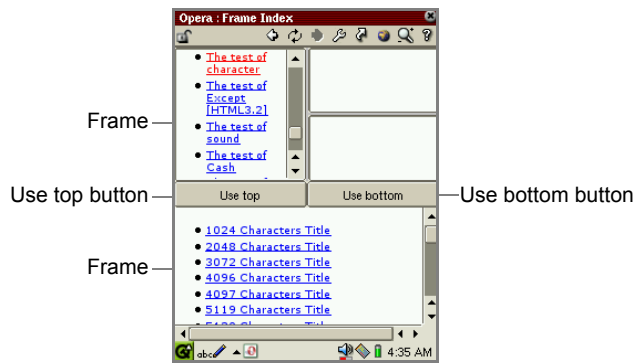 Opera : Frame Index
The test of
character
The test of
Except
[HTML3.2]
The test of
sound
The test of
Cash
Frame
Use top button
Use top
Use bottom
Use bottom button
1024 Characters Title
2048 Characters Title
3072 Characters Title
4096 Characters Title
4097 Characters Title
5119 Characters Title
Frame
abc
4:35 AM